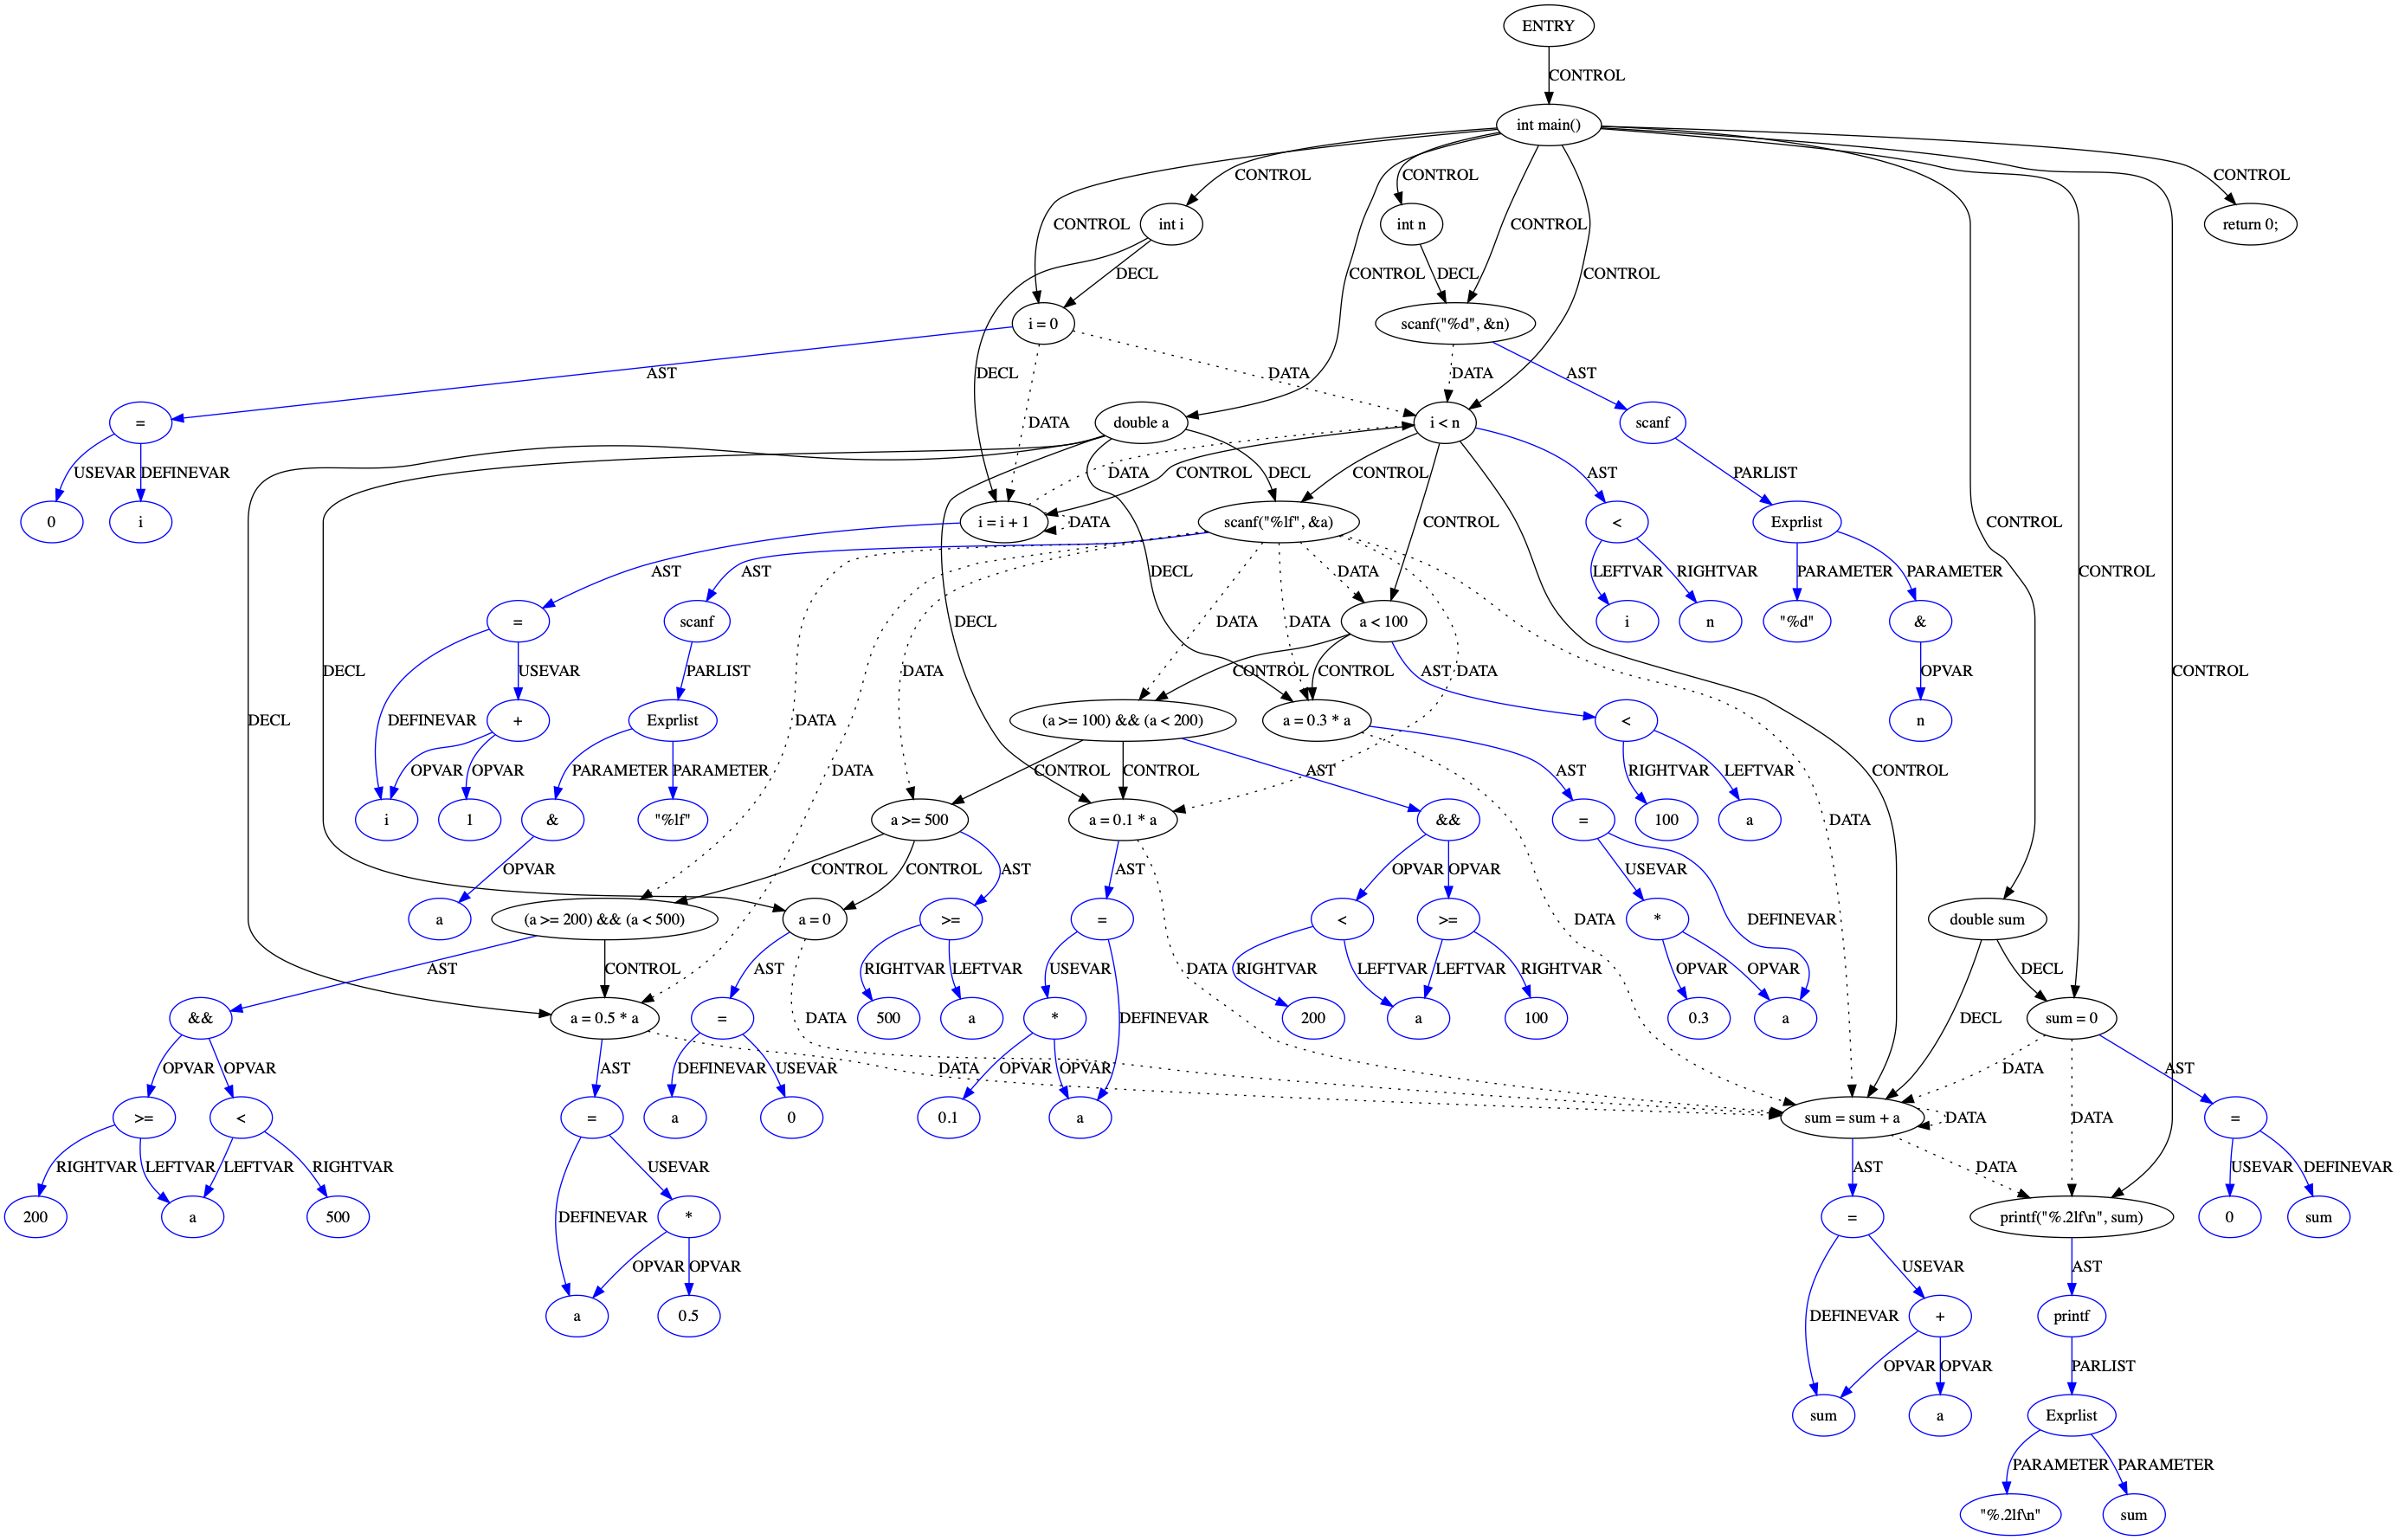 ENTRY
CONTROL
int main()
CONTROL
CONTROL
CONTROL
int i
int n
return 0;
CONTROL
CONTROL
DECL
DECL
CONTROL
CONTROL
i = 0
scanf("%d", &n)
AST
DECL
DATA
DATA
AST
=
DATA
double a
i < n
scanf
USEVAR
DEFINEVAR
DATA
CONTROL
DECL
CONTROL
AST
PARLIST
0
i
i = i + 1
DATA
scanf("%lf", &a)
CONTROL
<
Exprlist
CONTROL
AST
AST
DECL
DATA
LEFTVAR
RIGHTVAR
PARAMETER
PARAMETER
CONTROL
=
scanf
DECL
DATA
DATA
a < 100
i
n
"%d"
&
DECL
USEVAR
PARLIST
CONTROL
CONTROL
DATA
AST
CONTROL
OPVAR
DEFINEVAR
+
Exprlist
DATA
(a >= 100) && (a < 200)
a = 0.3 * a
<
n
DECL
OPVAR
OPVAR
PARAMETER
PARAMETER
DATA
DATA
CONTROL
CONTROL
AST
AST
RIGHTVAR
LEFTVAR
CONTROL
i
1
&
"%lf"
a >= 500
a = 0.1 * a
&&
=
100
a
DATA
OPVAR
CONTROL
CONTROL
AST
AST
OPVAR
OPVAR
USEVAR
a
(a >= 200) && (a < 500)
a = 0
>=
=
<
>=
DATA
*
DEFINEVAR
double sum
AST
CONTROL
AST
RIGHTVAR
LEFTVAR
USEVAR
DATA
RIGHTVAR
LEFTVAR
LEFTVAR
RIGHTVAR
OPVAR
OPVAR
DECL
&&
a = 0.5 * a
=
DATA
500
a
*
DEFINEVAR
200
a
100
0.3
a
DECL
sum = 0
OPVAR
OPVAR
AST
DEFINEVAR
USEVAR
DATA
OPVAR
OPVAR
DATA
AST
>=
<
=
a
0
0.1
a
sum = sum + a
DATA
DATA
=
RIGHTVAR
LEFTVAR
LEFTVAR
RIGHTVAR
USEVAR
AST
DATA
USEVAR
DEFINEVAR
200
a
500
DEFINEVAR
*
=
printf("%.2lf\n", sum)
0
sum
OPVAR
OPVAR
USEVAR
AST
a
0.5
DEFINEVAR
+
printf
OPVAR
OPVAR
PARLIST
sum
a
Exprlist
PARAMETER
PARAMETER
"%.2lf\n"
sum